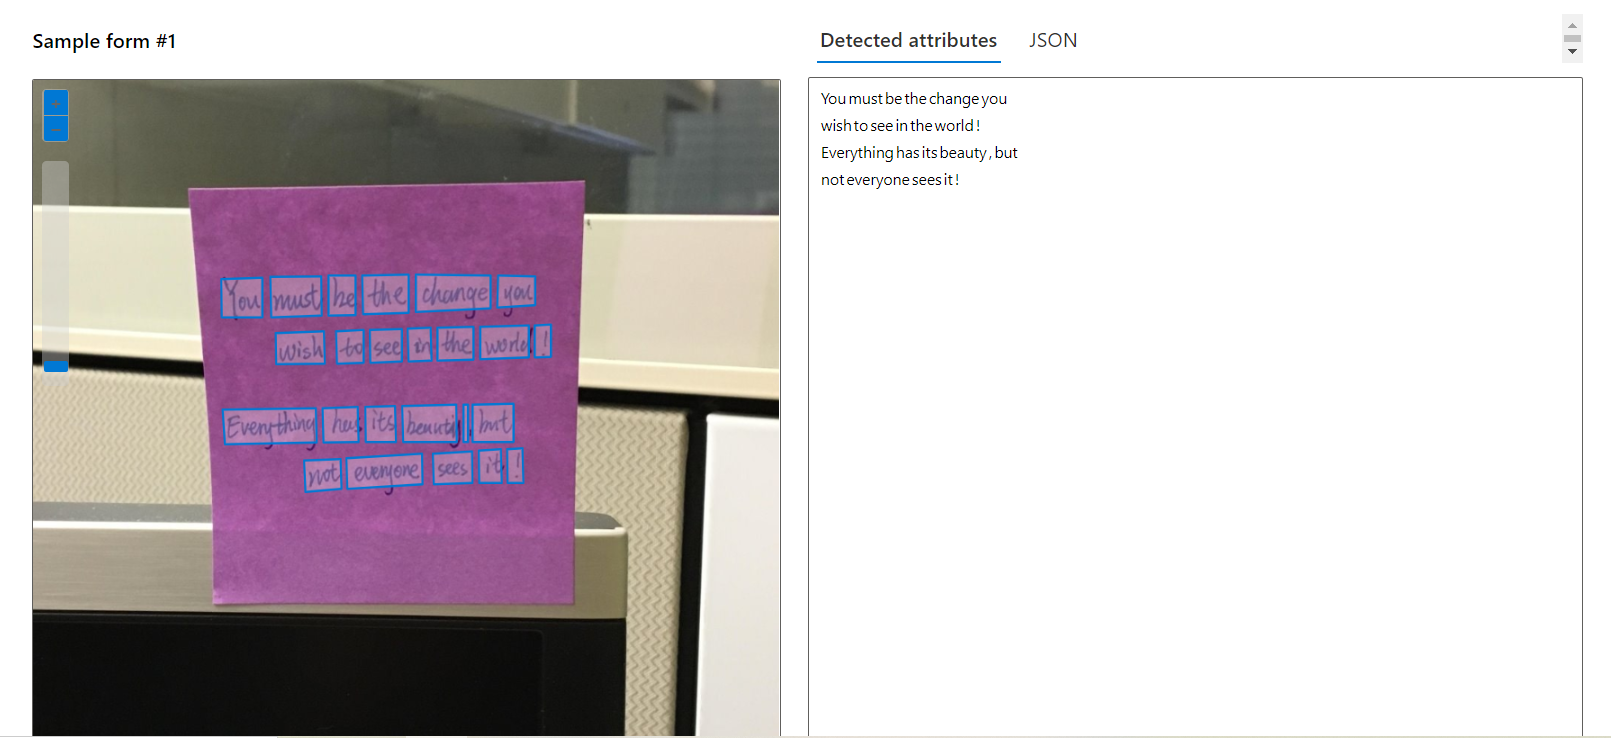 Sample form #1
+
−
You must be the change you
wish to see in the world !
Everything has its beauty , but
not everyone sees it !
Detected attributes
JSON
You must be the change you
wish to see in the world !
Everything has its beauty , but
not everyone sees it !